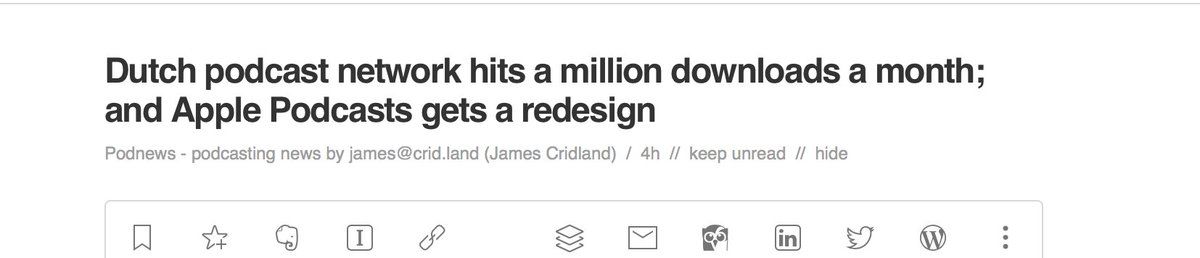 Dutch podcast network hits a million downloads a month;
and Apple Podcasts gets a redesign
Podnews - podcasting news by james@crid.land (James Cridland) / 4h // keep unread // hide